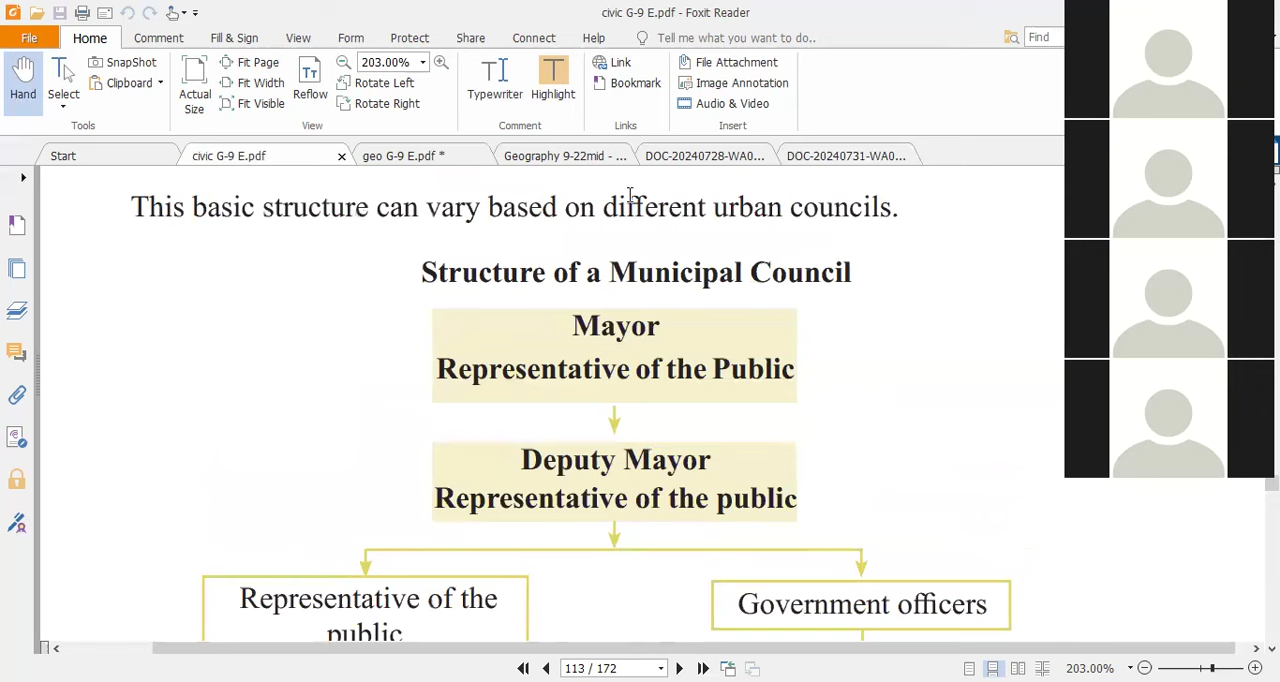 civic G-9 E.pdf - Foxit Reader
File Home Comment Fill & Sign View Form Protect Share Connect Help Tell me what you want to do.. Find
Hand
Select
SnapShot
Clipboard
Tools
Actual
Size
Fit Page
Fit Width
Fit Visible
Reflow
203.00%
Rotate Left
Rotate Right
View
Typewriter
Highlight
Comment
Link
Bookmark
Links
File Attachment
Image Annotation
Audio & Video
Insert
Start
civic G-9 E.pdf
geo G-9 E.pdf *
Geography 9-22mid - ...
DOC-20240728-WA0...
DOC-20240731-WA0...
This basic structure can vary based on different urban councils.
Structure of a Municipal Council
Mayor
Representative of the Public
Deputy Mayor
Representative of the public
Representative of the
public
Government officers
113 / 172
203.00%